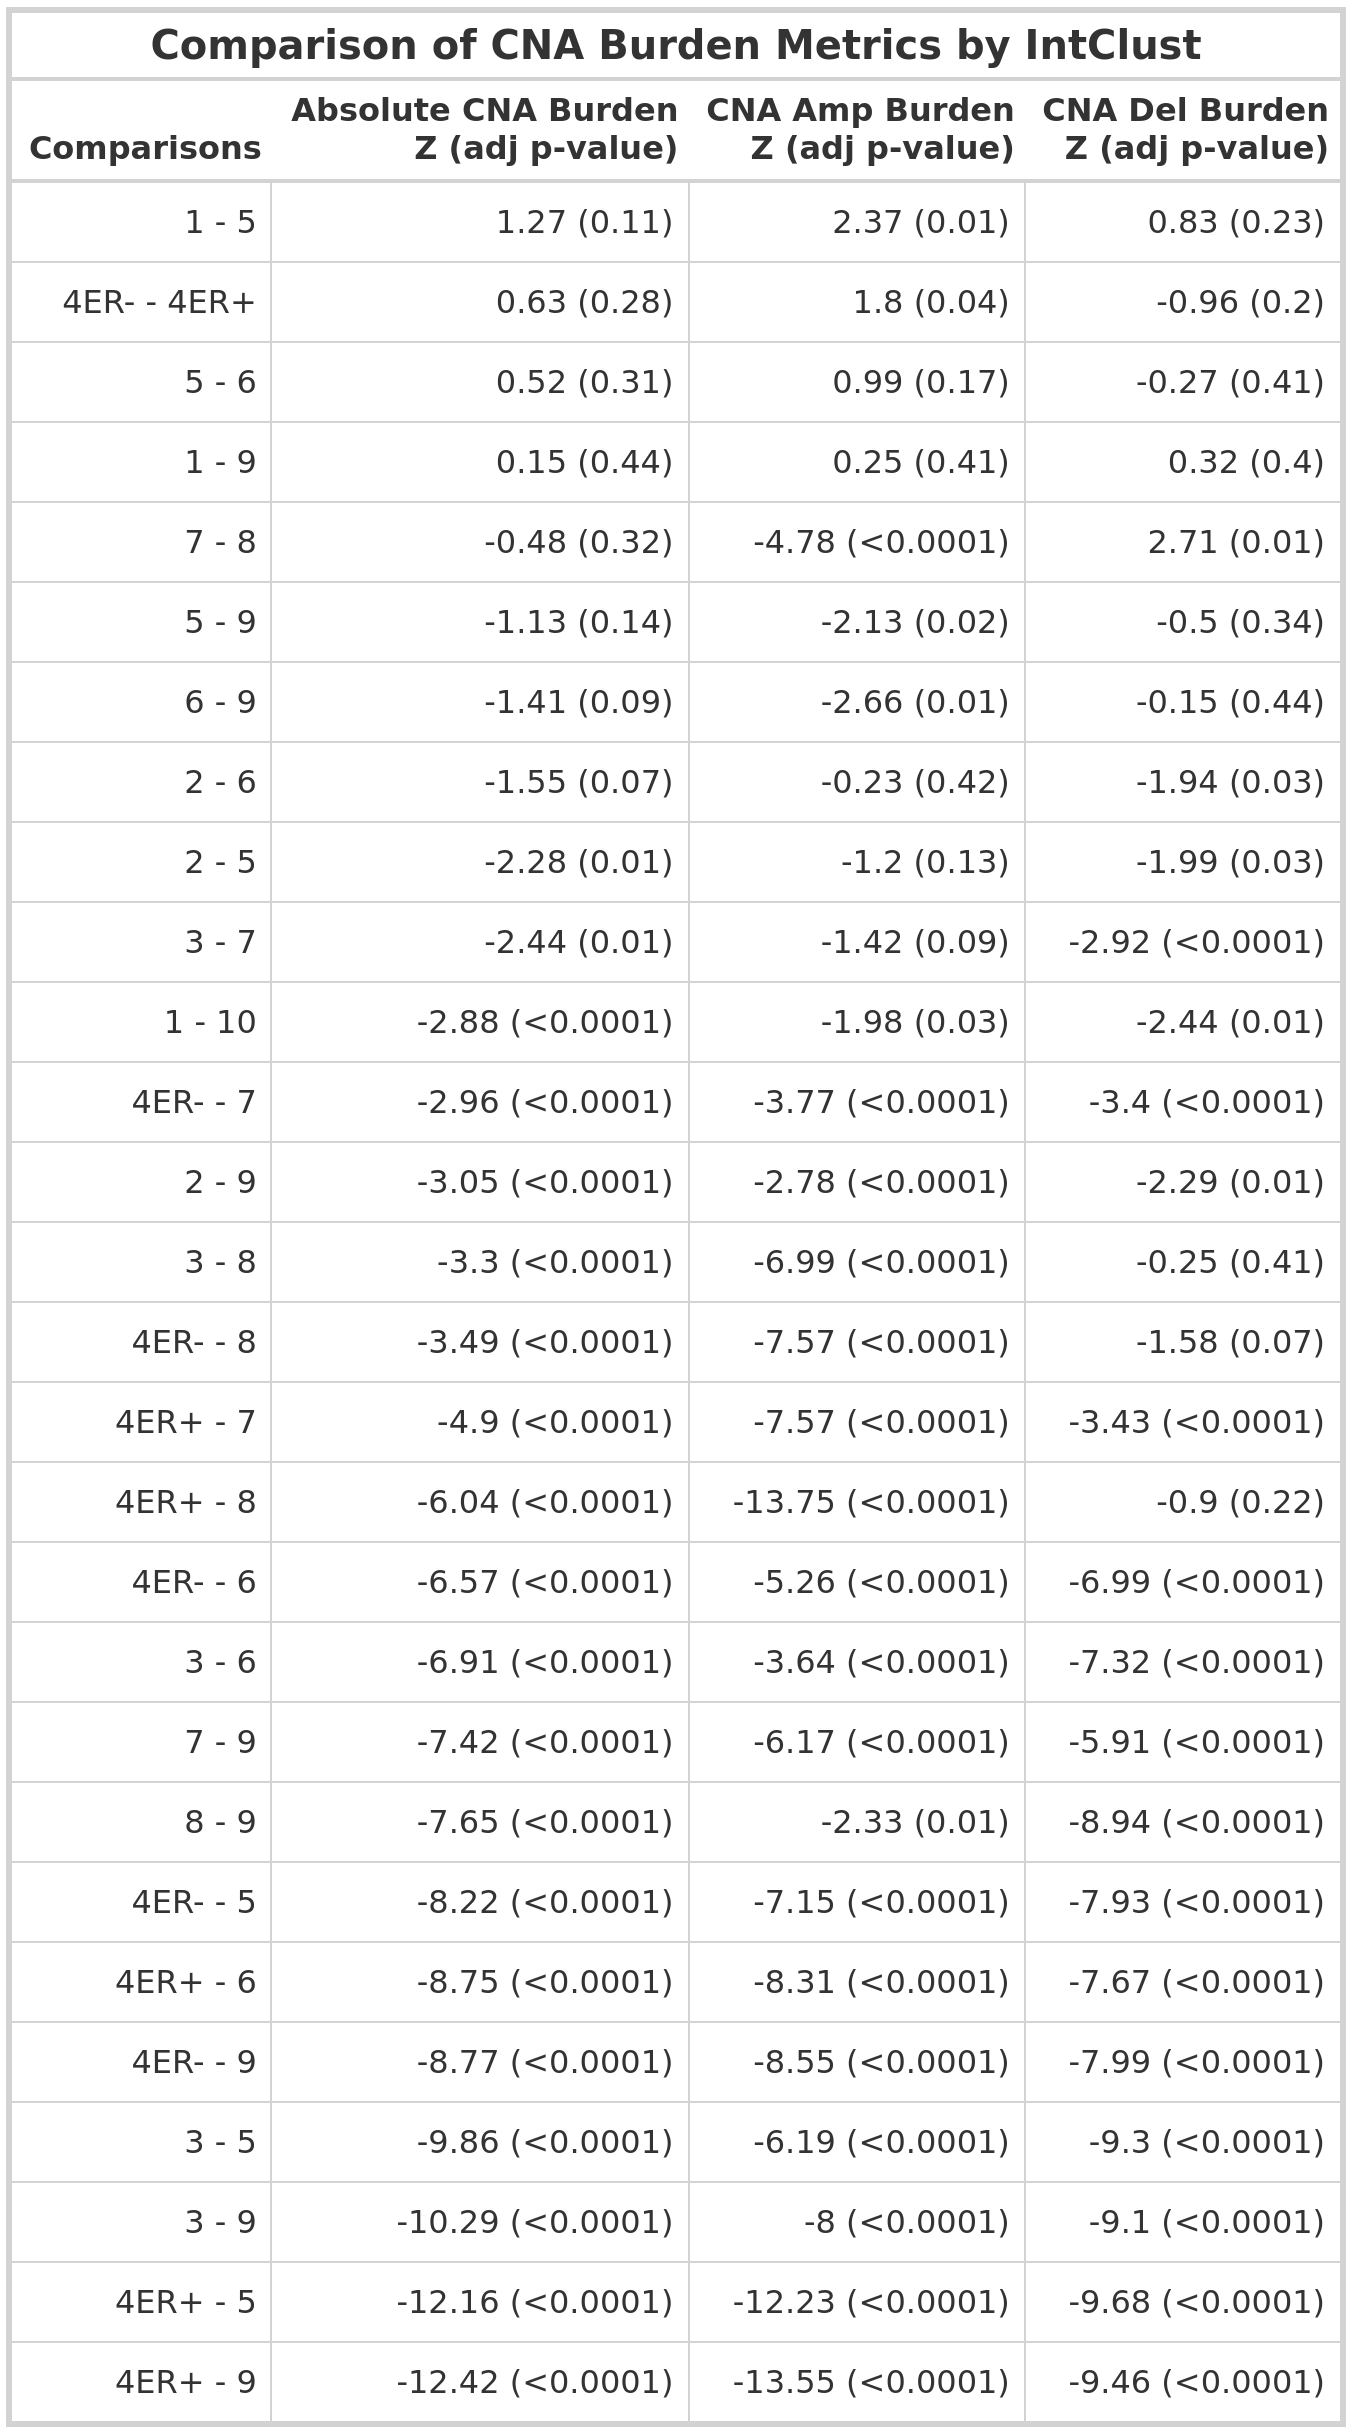 Comparison of CNA Burden Metrics by IntClust
Comparisons Absolute CNA Burden Z (adj p-value) CNA Amp Burden Z (adj p-value) CNA Del Burden Z (adj p-value)
1 - 5 1.27 (0.11) 2.37 (0.01) 0.83 (0.23)
4ER- - 4ER+ 0.63 (0.28) 1.8 (0.04) -0.96 (0.2)
5 - 6 0.52 (0.31) 0.99 (0.17) -0.27 (0.41)
1 - 9 0.15 (0.44) 0.25 (0.41) 0.32 (0.4)
7 - 8 -0.48 (0.32) -4.78 (<0.0001) 2.71 (0.01)
5 - 9 -1.13 (0.14) -2.13 (0.02) -0.5 (0.34)
6 - 9 -1.41 (0.09) -2.66 (0.01) -0.15 (0.44)
2 - 6 -1.55 (0.07) -0.23 (0.42) -1.94 (0.03)
2 - 5 -2.28 (0.01) -1.2 (0.13) -1.99 (0.03)
3 - 7 -2.44 (0.01) -1.42 (0.09) -2.92 (<0.0001)
1 - 10 -2.88 (<0.0001) -1.98 (0.03) -2.44 (0.01)
4ER- - 7 -2.96 (<0.0001) -3.77 (<0.0001) -3.4 (<0.0001)
2 - 9 -3.05 (<0.0001) -2.78 (<0.0001) -2.29 (0.01)
3 - 8 -3.3 (<0.0001) -6.99 (<0.0001) -0.25 (0.41)
4ER- - 8 -3.49 (<0.0001) -7.57 (<0.0001) -1.58 (0.07)
4ER+ - 7 -4.9 (<0.0001) -7.57 (<0.0001) -3.43 (<0.0001)
4ER+ - 8 -6.04 (<0.0001) -13.75 (<0.0001) -0.9 (0.22)
4ER- - 6 -6.57 (<0.0001) -5.26 (<0.0001) -6.99 (<0.0001)
3 - 6 -6.91 (<0.0001) -3.64 (<0.0001) -7.32 (<0.0001)
7 - 9 -7.42 (<0.0001) -6.17 (<0.0001) -5.91 (<0.0001)
8 - 9 -7.65 (<0.0001) -2.33 (0.01) -8.94 (<0.0001)
4ER- - 5 -8.22 (<0.0001) -7.15 (<0.0001) -7.93 (<0.0001)
4ER+ - 6 -8.75 (<0.0001) -8.31 (<0.0001) -7.67 (<0.0001)
4ER- - 9 -8.77 (<0.0001) -8.55 (<0.0001) -7.99 (<0.0001)
3 - 5 -9.86 (<0.0001) -6.19 (<0.0001) -9.3 (<0.0001)
3 - 9 -10.29 (<0.0001) -8 (<0.0001) -9.1 (<0.0001)
4ER+ - 5 -12.16 (<0.0001) -12.23 (<0.0001) -9.68 (<0.0001)
4ER+ - 9 -12.42 (<0.0001) -13.55 (<0.0001) -9.46 (<0.0001)